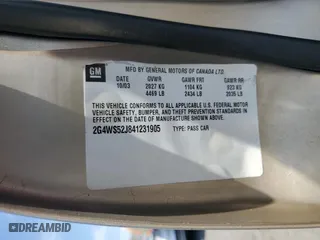 GM
MFD BY GENERAL MOTORS OF CANADA LTD.
DATE GVWR GAWR FR GAWR RR
10/03 2027 KG 1104 KG 923 KG
4469 LB 2434 LB 2035 LB
THIS VEHICLE CONFORMS TO ALL APPLICABLE U.S. FEDERAL MOTOR
VEHICLE SAFETY, BUMPER, AND THEFT PREVENTION STANDARDS IN EFFECT
ON THE DATE OF MANUFACTURE SHOWN ABOVE.
2G4WS52J841231905 TYPE: PASS CAR
AUTOBIDMASTER